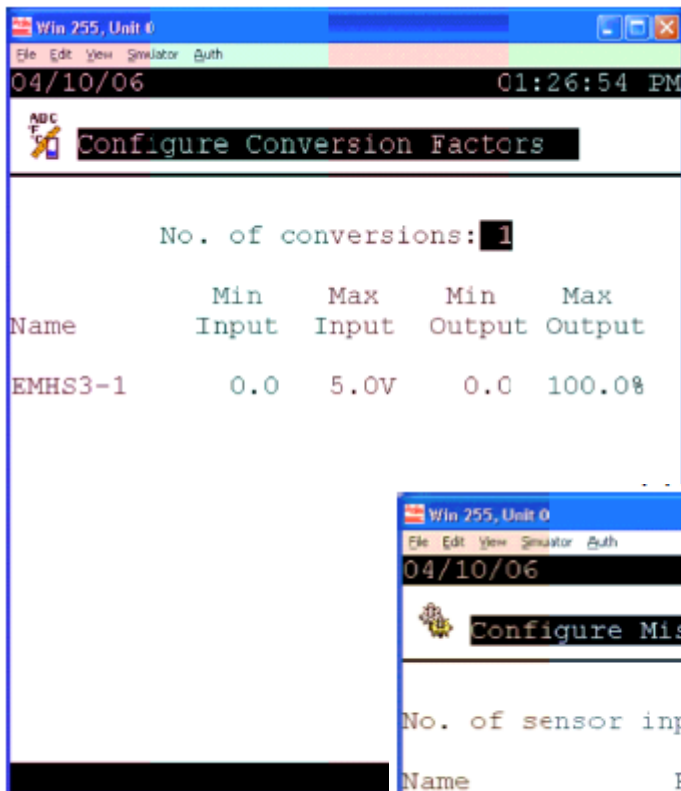 Win 255, Unit 0
File Edit View Simulator Auth
04/10/06 01:26:54 PM
ABC
°F
°C
Configure Conversion Factors
No. of conversions: 1
Min Max Min Max
Name Input Input Output Output
EMHS3-1 0.0 5.0V 0.0 100.0%
Win 255, Unit 0
File Edit View Simulator Auth
04/10/06
Configure Mis
No. of sensor inp
Name